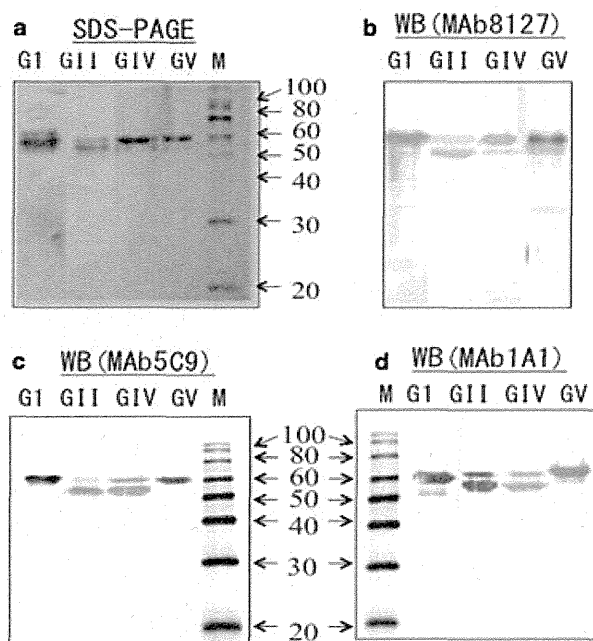 a SDS-PAGE
G1 GII GIV GV M
100
80
60
50
40
30
20
b WB(MAb8127)
G1 GII GIV GV
c WB(MAb5C9)
G1 GII GIV GV M
d WB(MAb1A1)
M G1 GII GIV GV
100
80
60
50
40
30
20